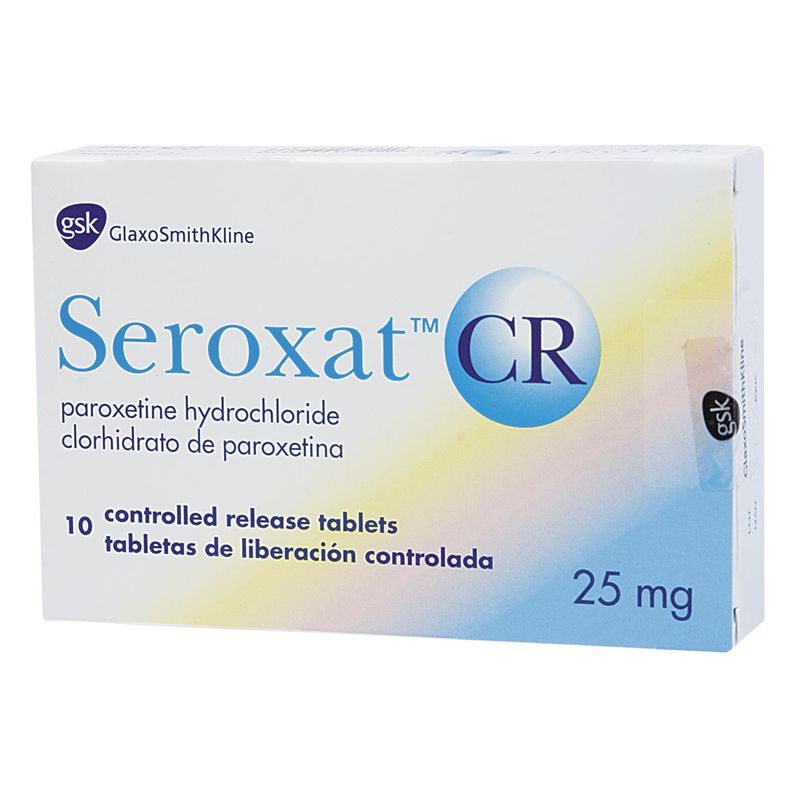 gsk
GlaxoSmithKline
Seroxat™ CR
paroxetine hydrochloride
clorhidrato de paroxetina
10 controlled release tablets
tabletas de liberación controlada
25 mg
gsk
GlaxoSmithKline
LOT